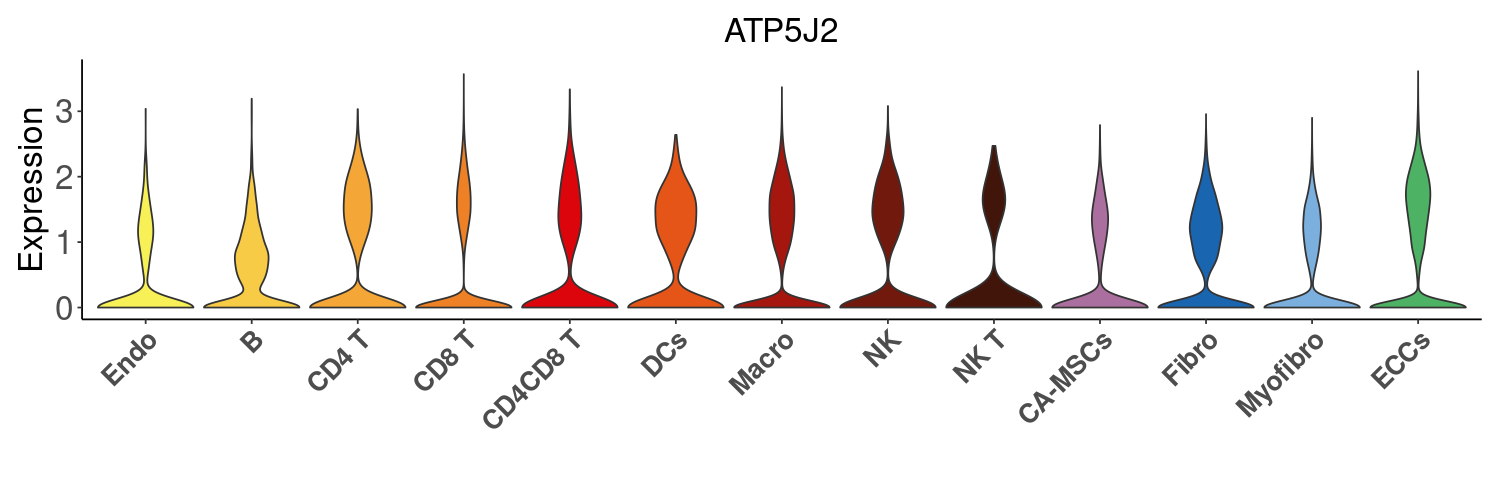 ATP5J2
Expression
3
2
1
0
Endo
B
CD4 T
CD8 T
CD4CD8 T
DCs
Macro
NK
NK T
CA-MSCs
Fibro
Myofibro
ECCs